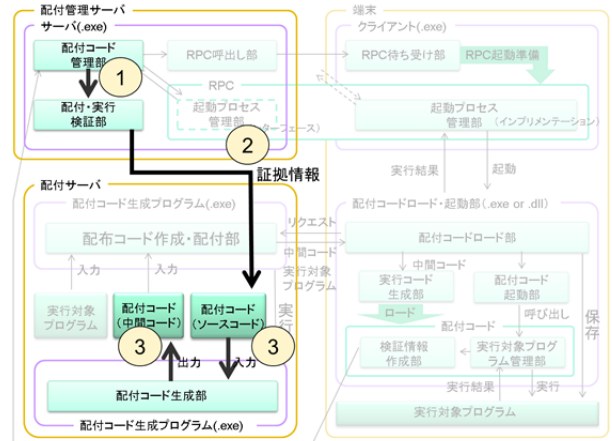 配付管理サーバ
サーバ(.exe)
配付コード
管理部
RPC呼出し部
①
配付・実行
検証部
RPC
起動プロセス
管理部
ターフェース)
②
端末
クライアント(.exe)
RPC待ち受け部
RPC起動準備
起動プロセス
管理部
(インプリメンテーション)
証拠情報
実行結果
起動
配付サーバ
配付コード生成プログラム(.exe)
配布コード作成・配付部
リクエスト
中間コード
実行対象
プログラム
入力
入力
実行
実行対象
プログラム
配付コード
(中間コード)
配付コード
(ソースコード)
③
③
出力
入力
配付コード生成部
配付コード生成プログラム(.exe)
配付コードロード・起動部(.exe or .dll)
配付コードロード部
中間コード
実行コード
生成部
配付コード
起動部
ロード
呼び出し
保存
配付コード
検証情報
作成部
実行対象プログ
ラム管理部
実行結果
実行
実行対象プログラム